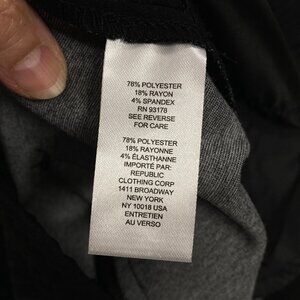 78% POLYESTER
18% RAYON
4% SPANDEX
RN 93178
SEE REVERSE
FOR CARE
78% POLYESTER
18% RAYONNE
4% ÉLASTHANNE
IMPORTÉ PAR:
REPUBLIC
CLOTHING CORP
1411 BROADWAY
NEW YORK
NY 10018 USA
ENTRETIEN
AU VERSO